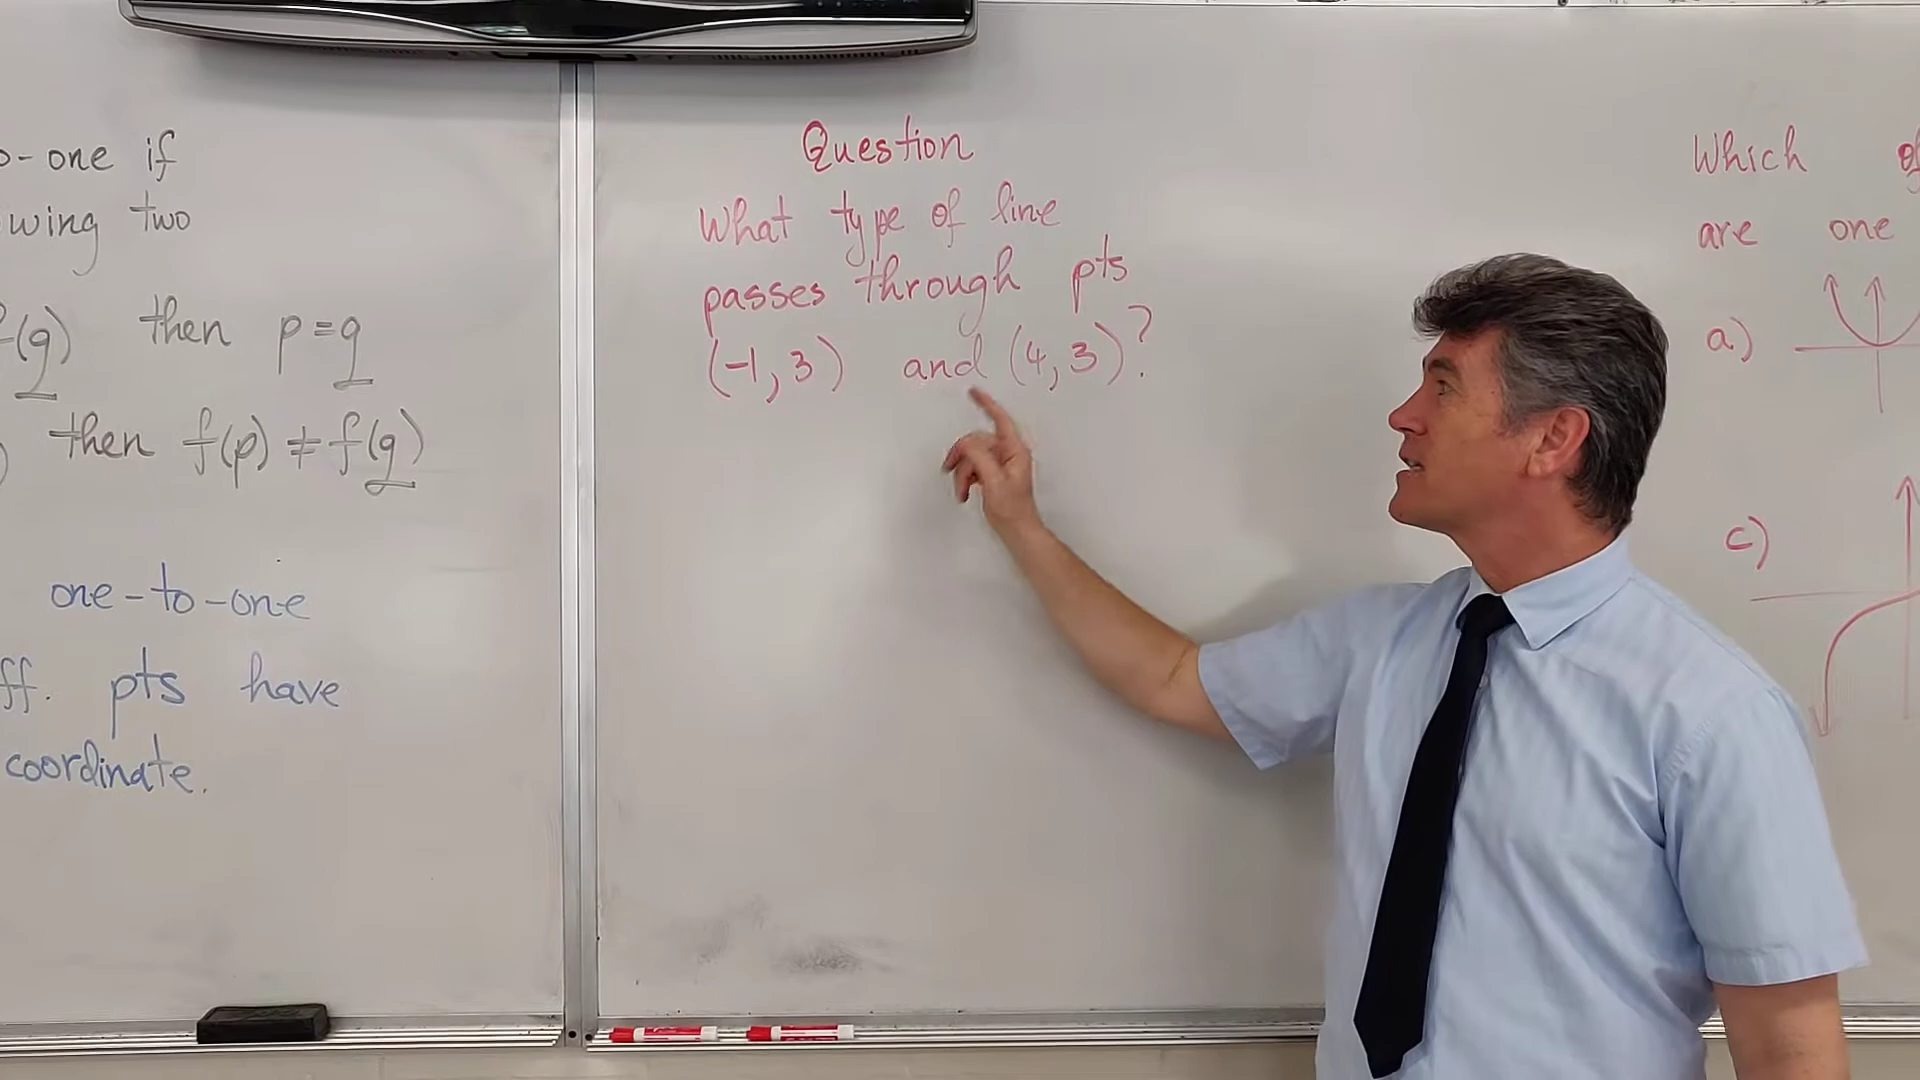 o-one if
wing two
(q) then p=q
) then f(p) ≠ f(q)
one-to-one
ff. pts have
coordinate.
Question
What type of line
passes through pts
(-1, 3) and (4, 3)?
Which of
are one
a)
c)